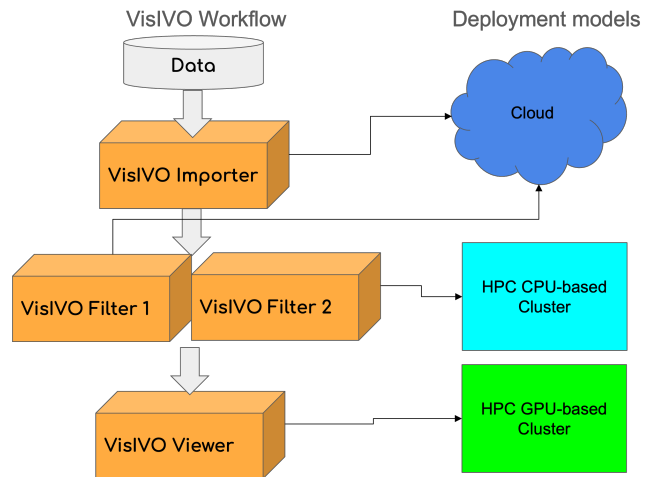 VisIVO Workflow
Deployment models
Data
Cloud
VisIVO Importer
VisIVO Filter 1
VisIVO Filter 2
HPC CPU-based
Cluster
VisIVO Viewer
HPC GPU-based
Cluster